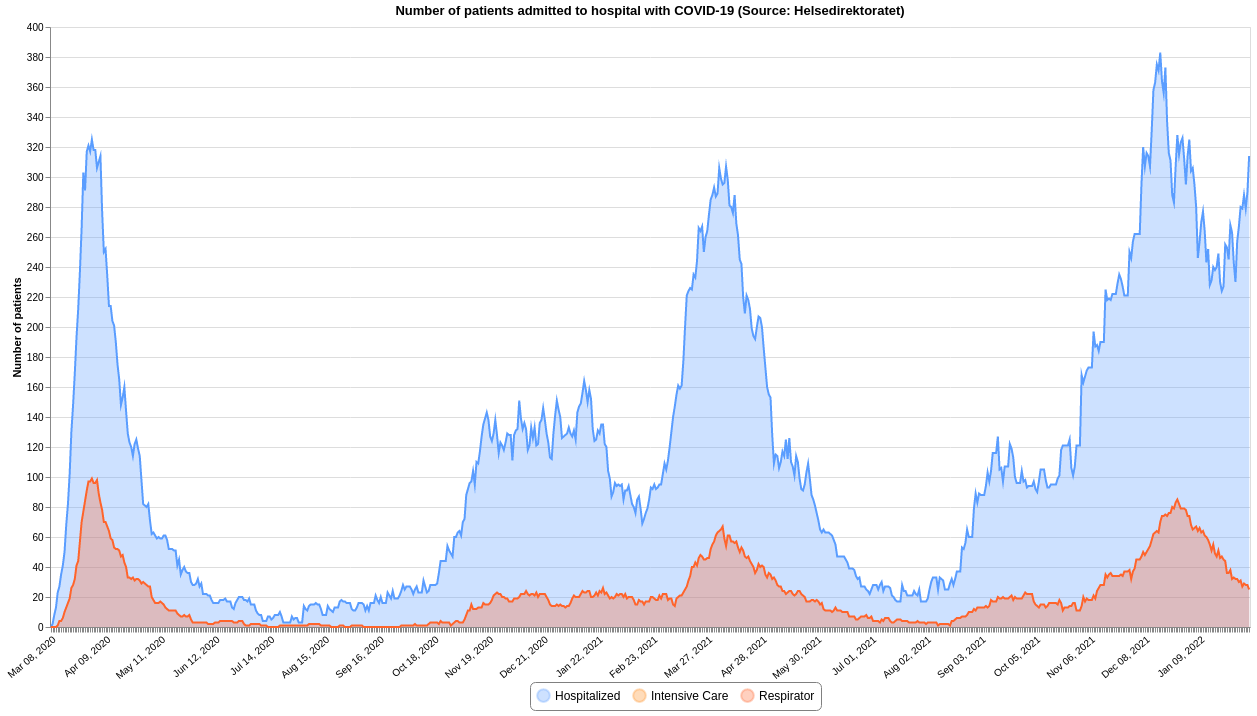 Number of patients admitted to hospital with COVID-19 (Source: Helsedirektoratet)
400
380
360
340
320
300
280
260
240
220
200
180
160
140
120
100
80
60
40
20
0
Number of patients
Mar 08, 2020
Apr 09, 2020
May 11, 2020
Jun 12, 2020
Jul 14, 2020
Aug 15, 2020
Sep 16, 2020
Oct 18, 2020
Nov 19, 2020
Dec 21, 2020
Jan 22, 2021
Feb 23, 2021
Mar 27, 2021
Apr 28, 2021
May 30, 2021
Jul 01, 2021
Aug 02, 2021
Sep 03, 2021
Oct 05, 2021
Nov 06, 2021
Dec 08, 2021
Jan 09, 2022
Hospitalized Intensive Care Respirator